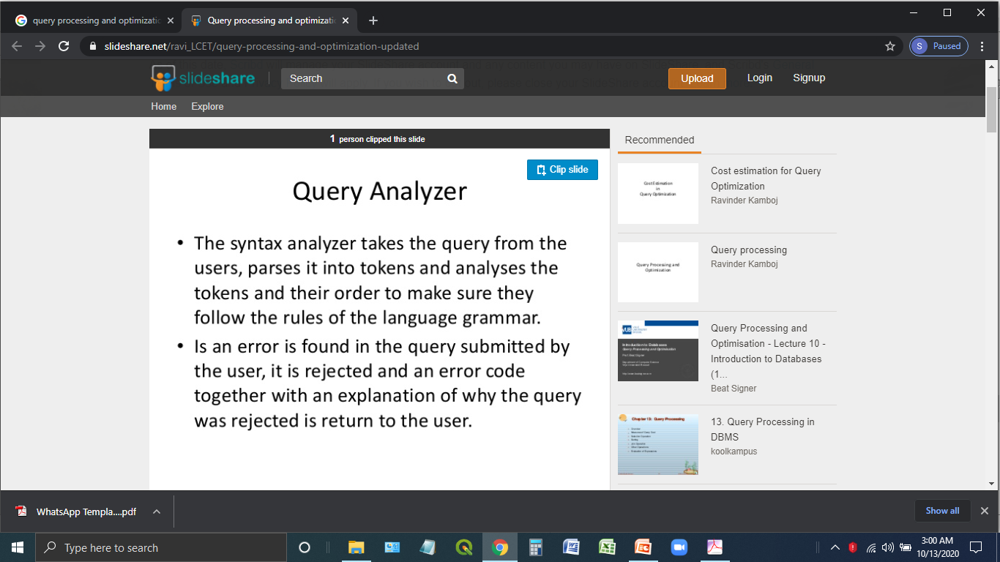 query processing and optimizatic
Query processing and optimizati
slideshare.net/ravi_LCET/query-processing-and-optimization-updated
S Paused
slideshare
Search
Upload
Login
Signup
Home
Explore
1 person clipped this slide
Clip slide
Query Analyzer
• The syntax analyzer takes the query from the
users, parses it into tokens and analyses the
tokens and their order to make sure they
follow the rules of the language grammar.
• Is an error is found in the query submitted by
the user, it is rejected and an error code
together with an explanation of why the query
was rejected is return to the user.
Recommended
Cost Estimation
in
Query Optimization
Cost estimation for Query
Optimization
Ravinder Kamboj
Query Processing and
Optimization
Query processing
Ravinder Kamboj
Introduction to Databases
Query Processing and Optimisation
Prof. Beat Signer
Query Processing and
Optimisation - Lecture 10 -
Introduction to Databases
(1...
Beat Signer
Chapter 13: Query Processing
13. Query Processing in
DBMS
koolkampus
WhatsApp Templa....pdf
Show all
Type here to search
3:00 AM
10/13/2020